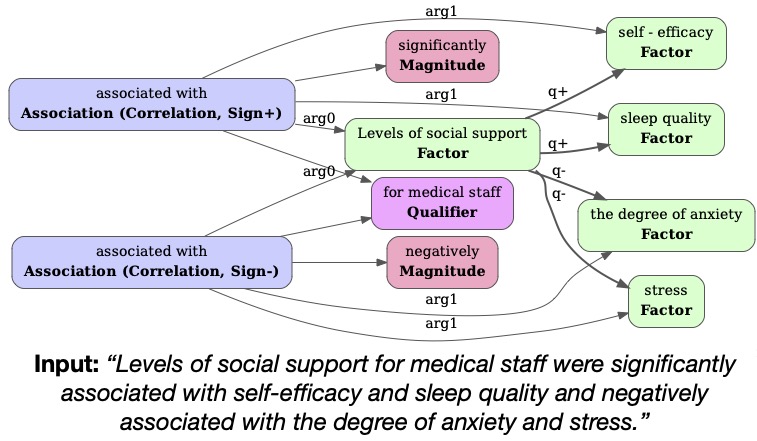 arg1
self - efficacy
Factor
significantly
Magnitude
q+
associated with
Association (Correlation, Sign+)
arg1
sleep quality
Factor
arg0
Levels of social support
Factor
q+
q-
q-
arg0
for medical staff
Qualifier
the degree of anxiety
Factor
associated with
Association (Correlation, Sign-)
negatively
Magnitude
arg1
stress
Factor
arg1
Input: “Levels of social support for medical staff were significantly
associated with self-efficacy and sleep quality and negatively
associated with the degree of anxiety and stress.”